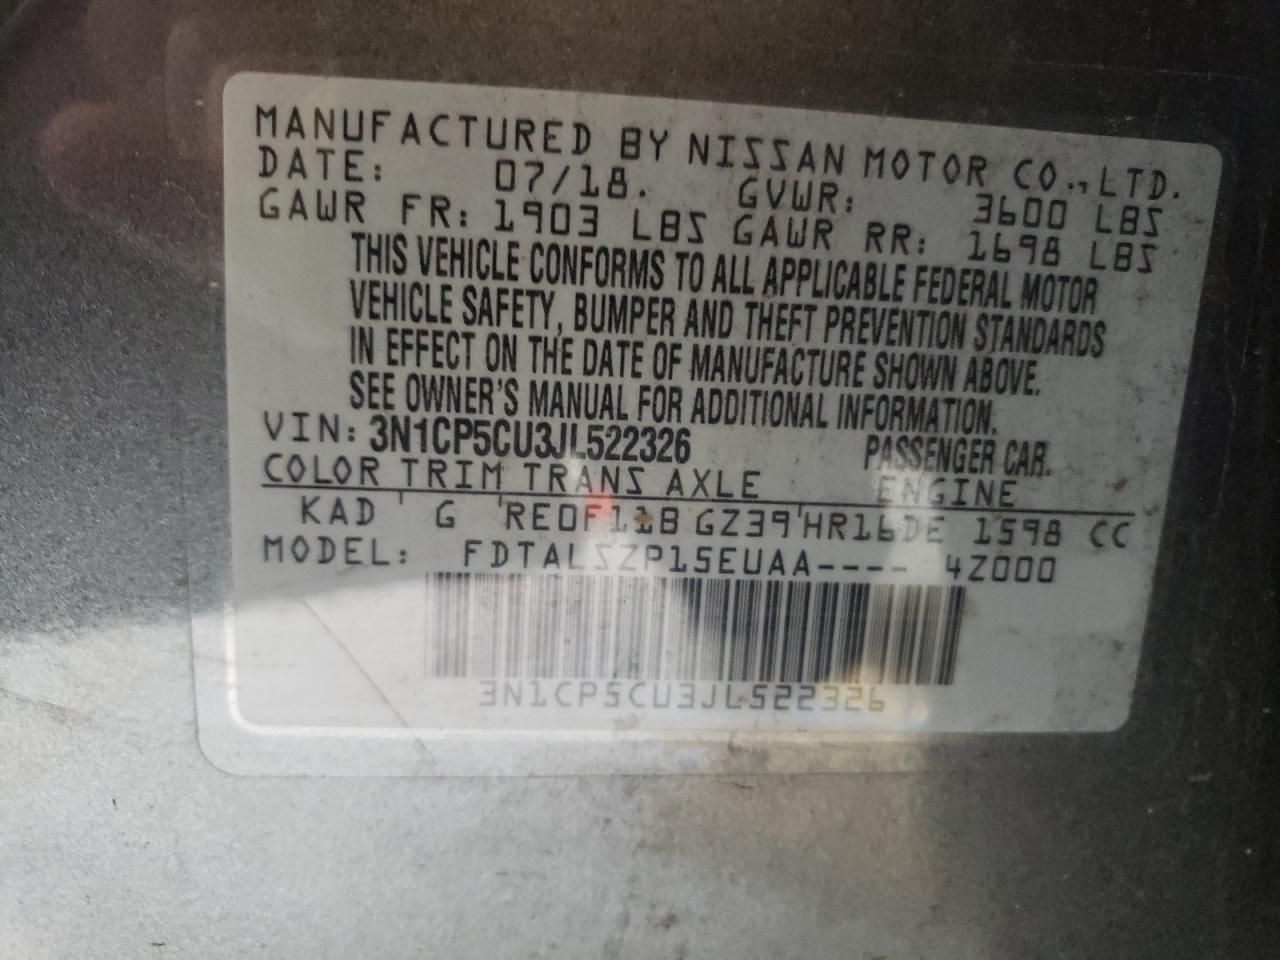 MANUFACTURED BY NISSAN MOTOR CO.,LTD.
DATE: 07/18. GVWR: 3600 LBS
GAWR FR: 1903 LBS GAWR RR: 1698 LBS
THIS VEHICLE CONFORMS TO ALL APPLICABLE FEDERAL MOTOR
VEHICLE SAFETY, BUMPER AND THEFT PREVENTION STANDARDS
IN EFFECT ON THE DATE OF MANUFACTURE SHOWN ABOVE.
SEE OWNER'S MANUAL FOR ADDITIONAL INFORMATION.
VIN: 3N1CP5CU3JL522326 PASSENGER CAR.
COLOR TRIM TRANS AXLE ENGINE
KAD ' G 'RE0F11B GZ39'HR16DE 1598 CC
MODEL: FDTALSZP15EUAA---- 4Z000
3N1CP5CU3JL522326